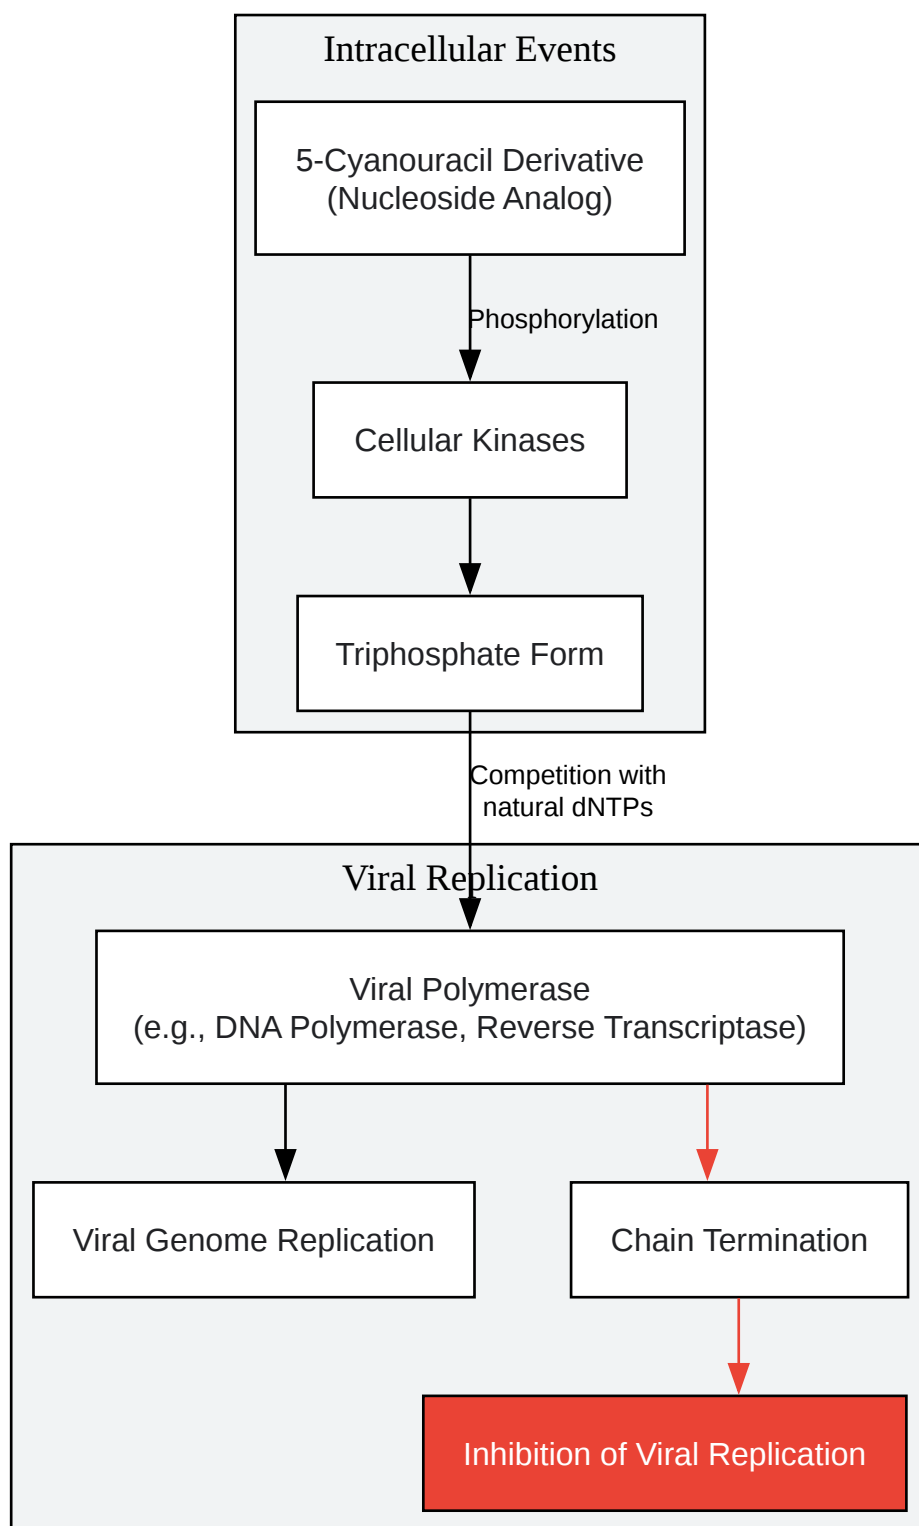 Intracellular Events
5-Cyanouracil Derivative
(Nucleoside Analog)
Phosphorylation
Cellular Kinases
Triphosphate Form
Competition with
natural dNTPs
Viral Replication
Viral Polymerase
(e.g., DNA Polymerase, Reverse Transcriptase)
Viral Genome Replication
Chain Termination
Inhibition of Viral Replication